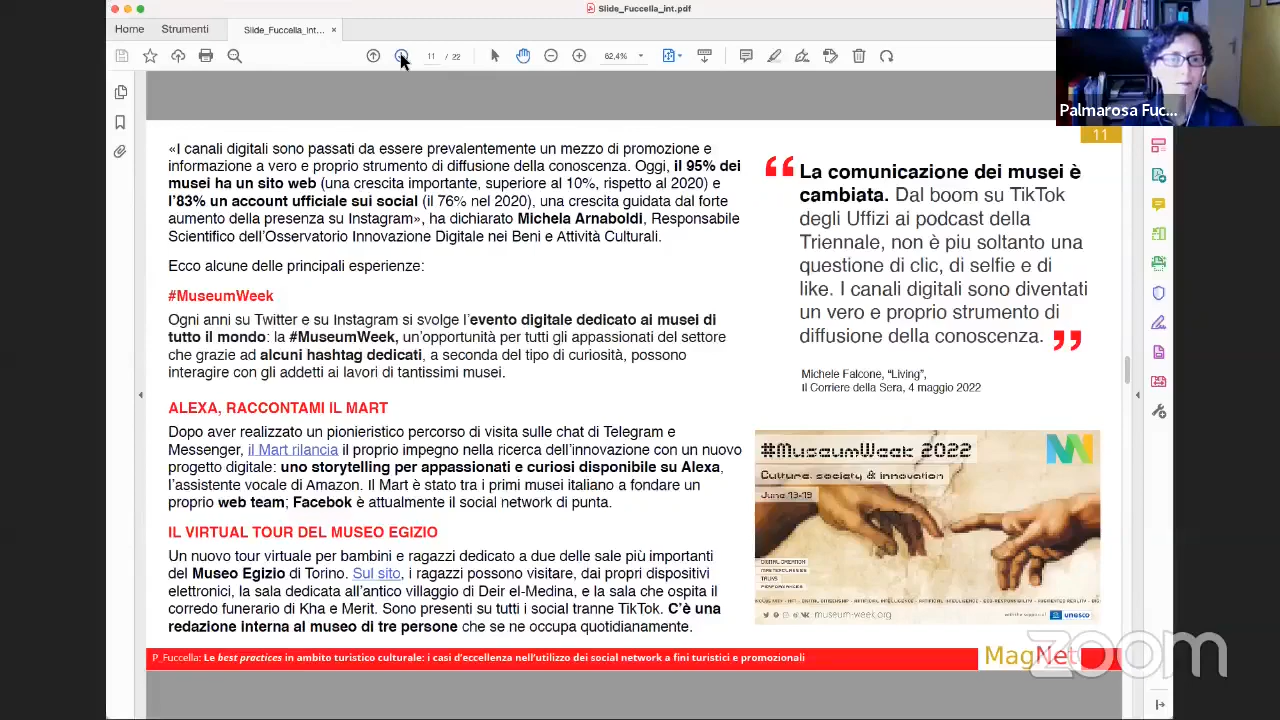 Slide_Fuccella_int.pdf
Home
Strumenti
Slide_Fuccella_int...
×
11 / 22
62,4%
Palmarosa Fuc...
11
«I canali digitali sono passati da essere prevalentemente un mezzo di promozione e
informazione a vero e proprio strumento di diffusione della conoscenza. Oggi, il 95% dei
musei ha un sito web (una crescita importante, superiore al 10%, rispetto al 2020) e
l'83% un account ufficiale sui social (il 76% nel 2020), una crescita guidata dal forte
aumento della presenza su Instagram», ha dichiarato Michela Arnaboldi, Responsabile
Scientifico dell'Osservatorio Innovazione Digitale nei Beni e Attività Culturali.
Ecco alcune delle principali esperienze:
#MuseumWeek
Ogni anni su Twitter e su Instagram si svolge l'evento digitale dedicato ai musei di
tutto il mondo: la #MuseumWeek, un'opportunità per tutti gli appassionati del settore
che grazie ad alcuni hashtag dedicati, a seconda del tipo di curiosità, possono
interagire con gli addetti ai lavori di tantissimi musei.
ALEXA, RACCONTAMI IL MART
Dopo aver realizzato un pionieristico percorso di visita sulle chat di Telegram e
Messenger, il Mart rilancia il proprio impegno nella ricerca dell'innovazione con un nuovo
progetto digitale: uno storytelling per appassionati e curiosi disponibile su Alexa,
l'assistente vocale di Amazon. Il Mart è stato tra i primi musei italiano a fondare un
proprio web team; Facebok è attualmente il social network di punta.
IL VIRTUAL TOUR DEL MUSEO EGIZIO
Un nuovo tour virtuale per bambini e ragazzi dedicato a due delle sale più importanti
del Museo Egizio di Torino. Sul sito, i ragazzi possono visitare, dai propri dispositivi
elettronici, la sala dedicata all'antico villaggio di Deir el-Medina, e la sala che ospita il
corredo funerario di Kha e Merit. Sono presenti su tutti i social tranne TikTok. C'è una
redazione interna al museo di tre persone che se ne occupa quotidianamente.
“La comunicazione dei musei è
cambiata. Dal boom su TikTok
degli Uffizi ai podcast della
Triennale, non è piu soltanto una
questione di clic, di selfie e di
like. I canali digitali sono diventati
un vero e proprio strumento di
diffusione della conoscenza.”
Michele Falcone, “Living”,
Il Corriere della Sera, 4 maggio 2022
#MuseumWeek 2022
Culture, society & innovation
June 13-19
DIGITAL CREATION
MASTERCLASSES
TALKS
PERFORMANCES
museum-week.org
with the support of unesco
P_Fuccella: Le best practices in ambito turistico culturale: i casi d'eccellenza nell'utilizzo dei social network a fini turistici e promozionali
MagNet
zoom